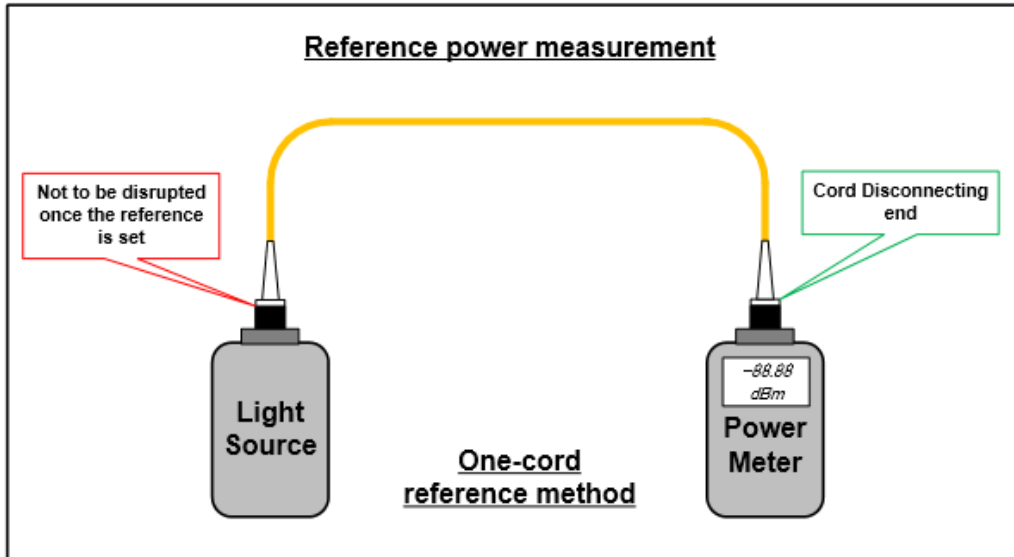 Reference power measurement
Not to be disrupted
once the reference
is set
Cord Disconnecting
end
Light
Source
-88.88
dBm
Power
Meter
One-cord
reference method